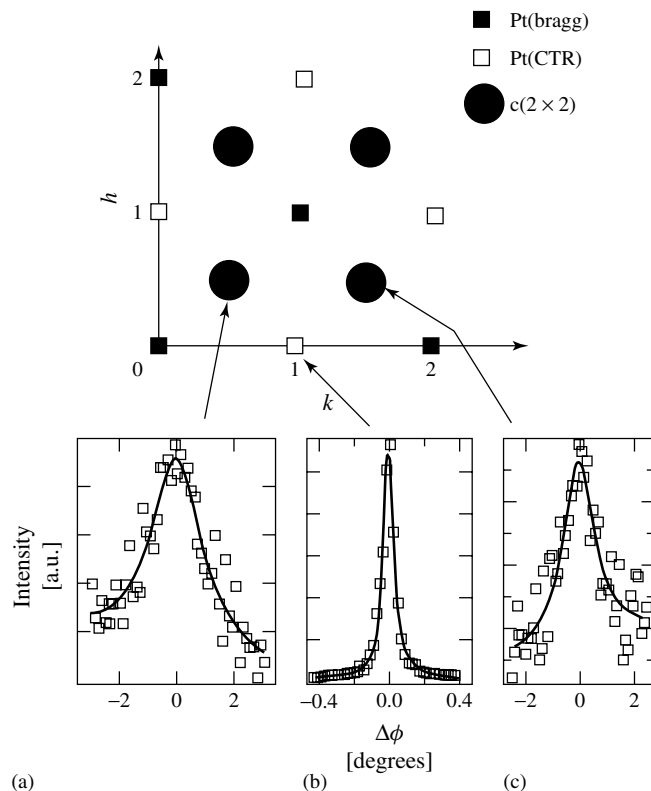 Pt(bragg)
Pt(CTR)
c(2 × 2)
2
h
1
0
1
2
k
Intensity
[a.u.]
−2 0 2
−0.4 0.0 0.4
−2 0 2
Δϕ
[degrees]
(a) (b) (c)